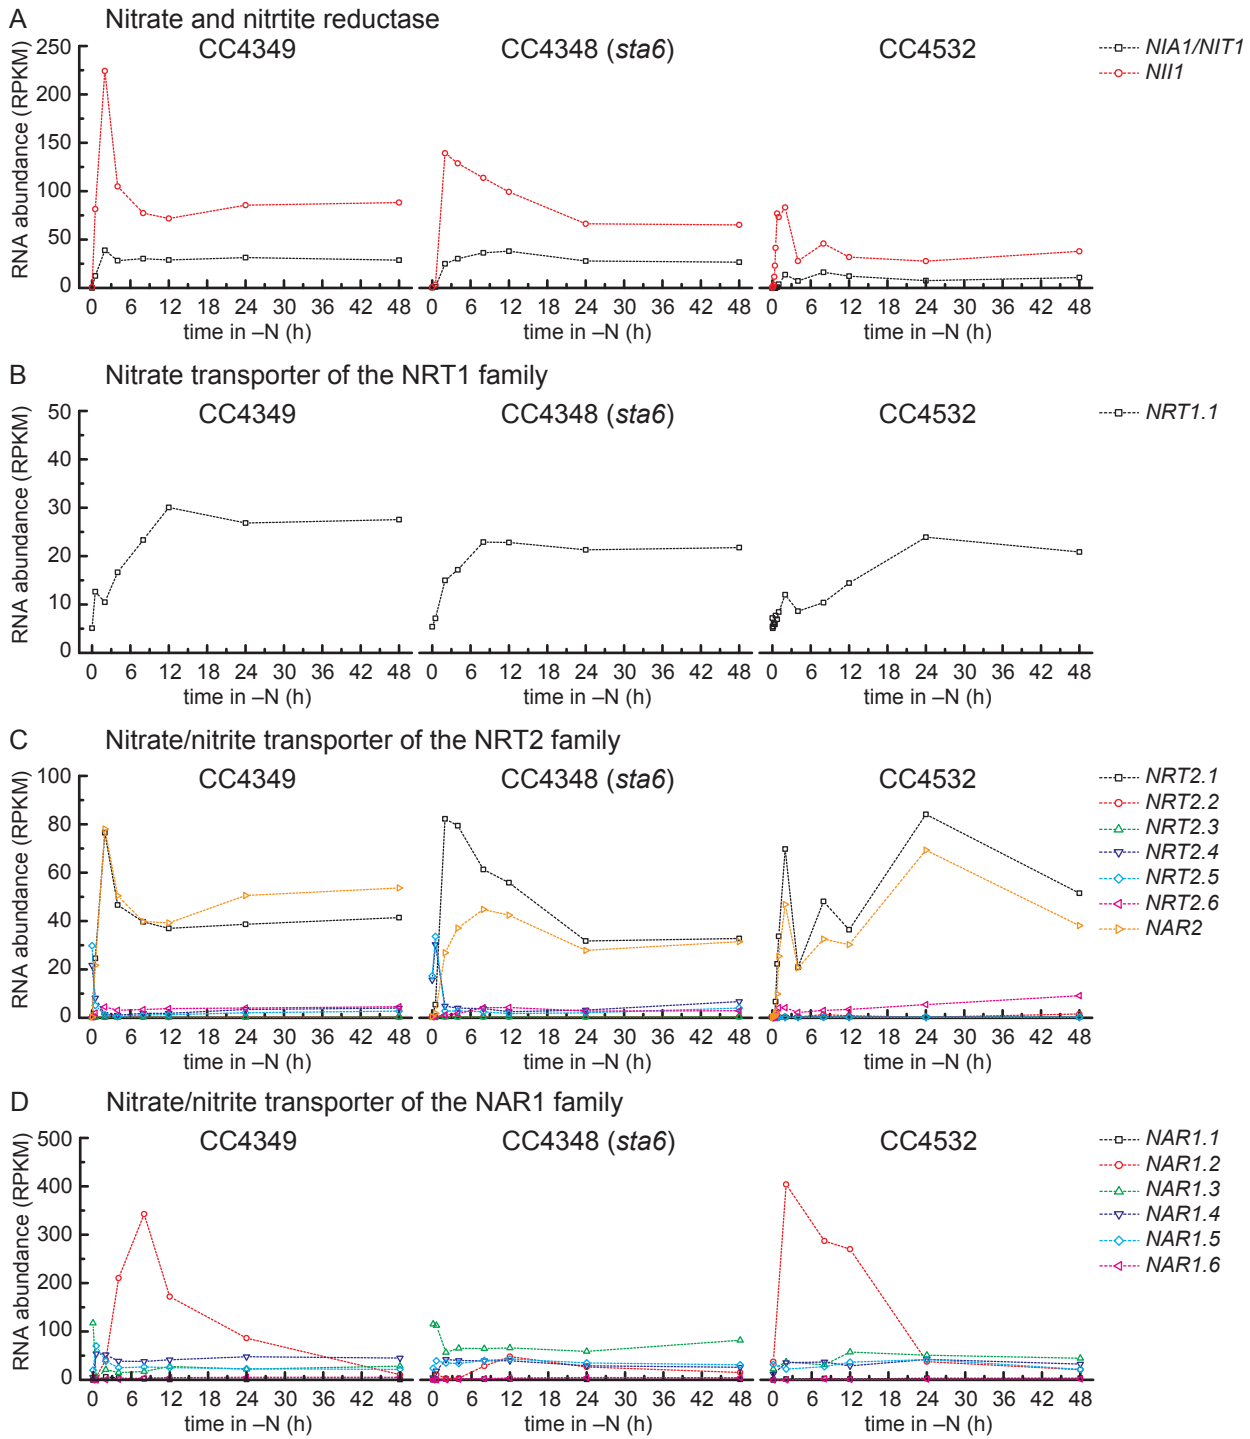 A Nitrate and nitrtite reductase
CC4349 CC4348 (sta6) CC4532
NIA1/NIT1
NII1
RNA abundance (RPKM)
250
200
150
100
50
0
0 6 12 18 24 30 36 42 48 0 6 12 18 24 30 36 42 48 0 6 12 18 24 30 36 42 48
time in –N (h) time in –N (h) time in –N (h)
B Nitrate transporter of the NRT1 family
CC4349 CC4348 (sta6) CC4532
NRT1.1
RNA abundance (RPKM)
50
40
30
20
10
0
0 6 12 18 24 30 36 42 48 0 6 12 18 24 30 36 42 48 0 6 12 18 24 30 36 42 48
time in –N (h) time in –N (h) time in –N (h)
C Nitrate/nitrite transporter of the NRT2 family
CC4349 CC4348 (sta6) CC4532
NRT2.1
NRT2.2
NRT2.3
NRT2.4
NRT2.5
NRT2.6
NAR2
RNA abundance (RPKM)
100
80
60
40
20
0
0 6 12 18 24 30 36 42 48 0 6 12 18 24 30 36 42 48 0 6 12 18 24 30 36 42 48
time in –N (h) time in –N (h) time in –N (h)
D Nitrate/nitrite transporter of the NAR1 family
CC4349 CC4348 (sta6) CC4532
NAR1.1
NAR1.2
NAR1.3
NAR1.4
NAR1.5
NAR1.6
RNA abundance (RPKM)
500
400
300
200
100
0
0 6 12 18 24 30 36 42 48 0 6 12 18 24 30 36 42 48 0 6 12 18 24 30 36 42 48
time in –N (h) time in –N (h) time in –N (h)